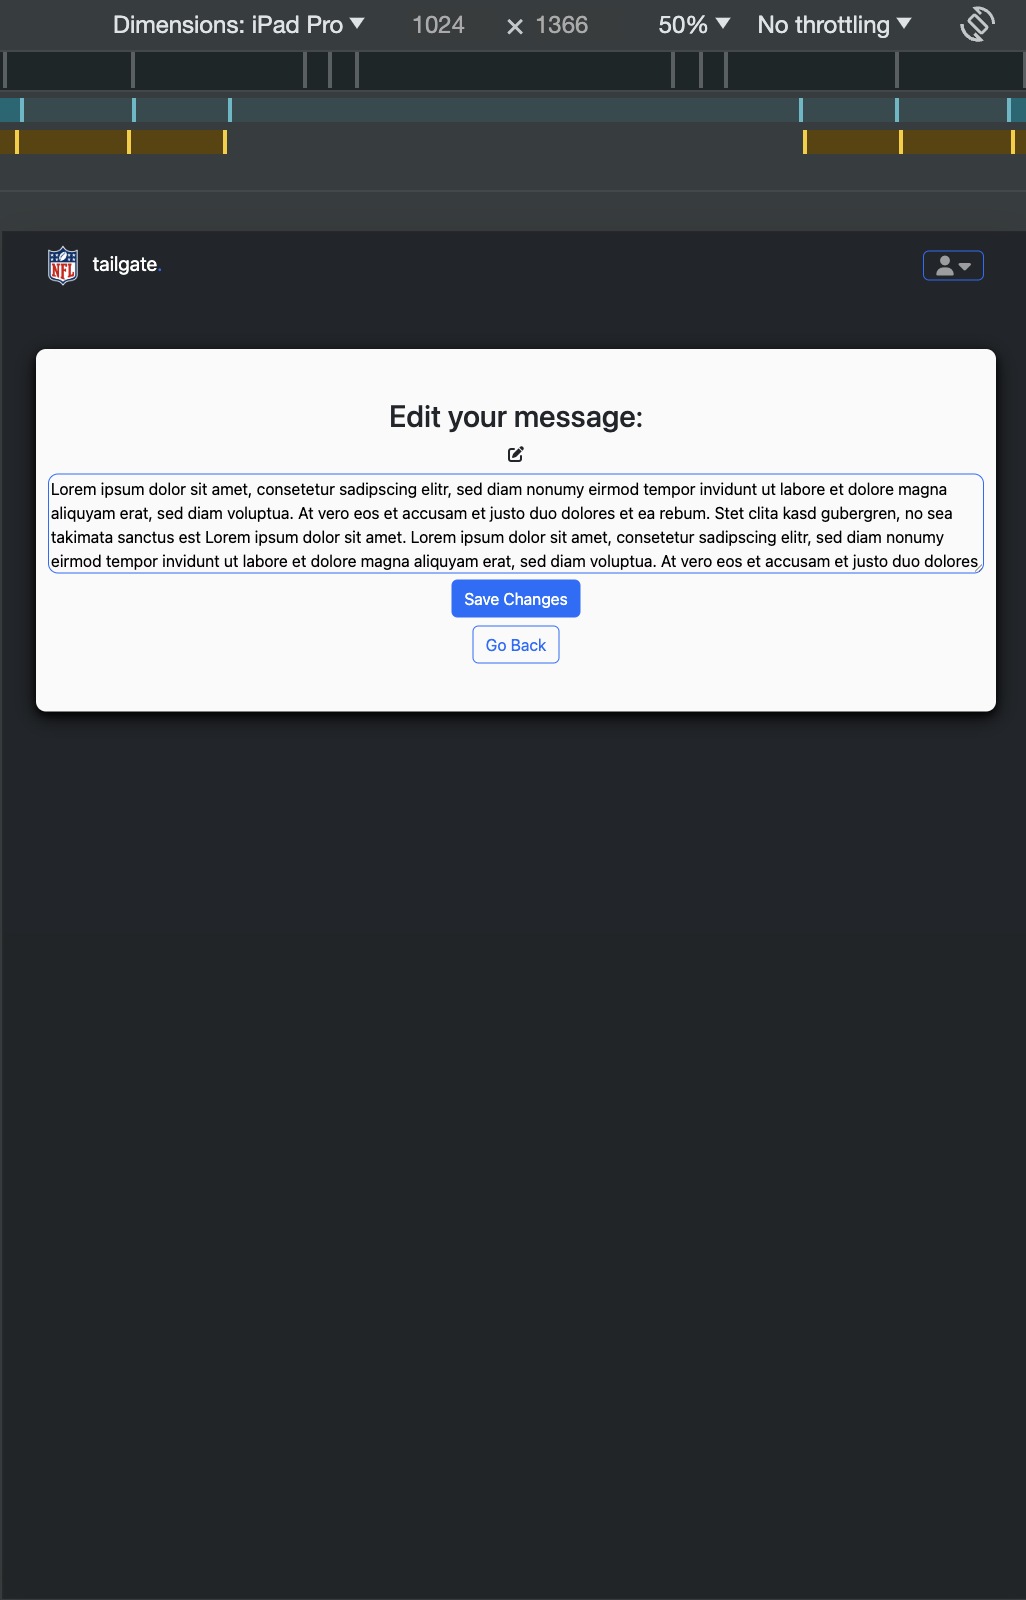 Dimensions: iPad Pro ▼ 1024 × 1366 50% ▼ No throttling ▼
NFL tailgate.
Edit your message:
Lorem ipsum dolor sit amet, consetetur sadipscing elitr, sed diam nonumy eirmod tempor invidunt ut labore et dolore magna
aliquyam erat, sed diam voluptua. At vero eos et accusam et justo duo dolores et ea rebum. Stet clita kasd gubergren, no sea
takimata sanctus est Lorem ipsum dolor sit amet. Lorem ipsum dolor sit amet, consetetur sadipscing elitr, sed diam nonumy
eirmod tempor invidunt ut labore et dolore magna aliquyam erat, sed diam voluptua. At vero eos et accusam et justo duo dolores
Save Changes
Go Back